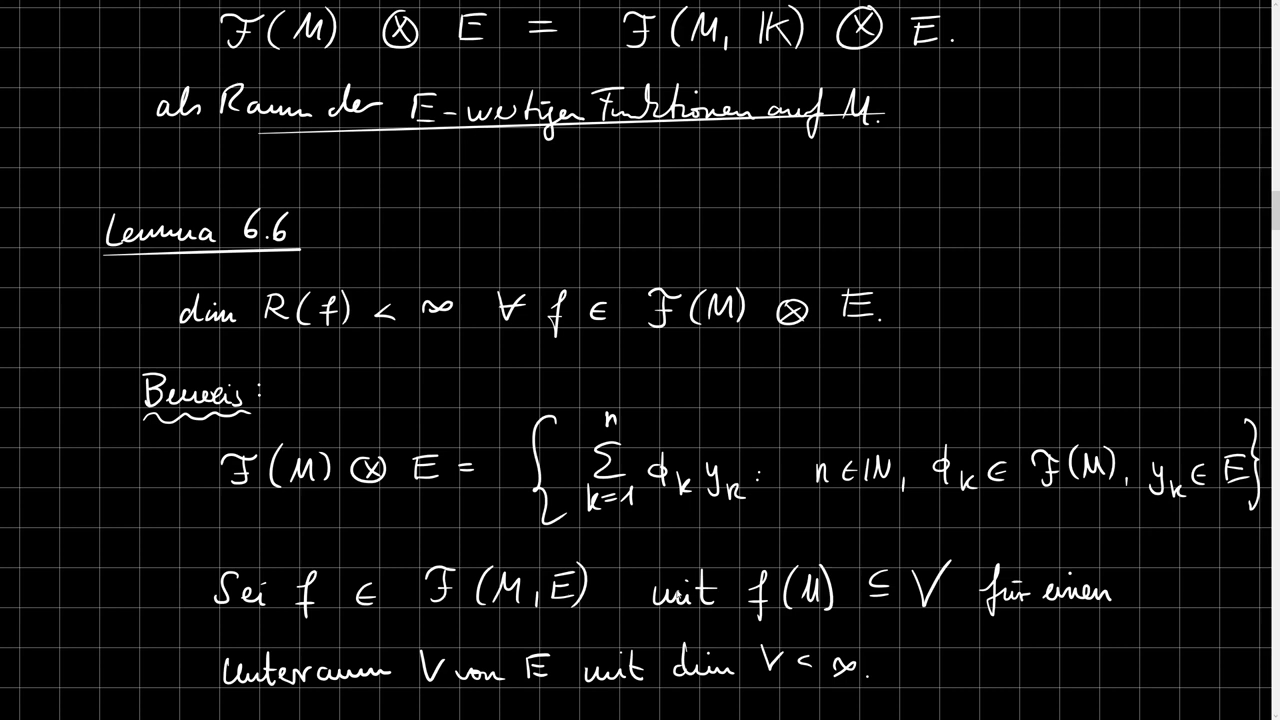 ℱ(M) ⊗ E = ℱ(M, 𝕂) ⊗ E.
als Raum der E-wertigen Funktionen auf M.
Lemma 6.6
dim R(f) < ∞ ∀ f ∈ ℱ(M) ⊗ E.
Beweis:
ℱ(M) ⊗ E = { ∑_{k=1}^{n} ϕ_k y_k : n ∈ ℕ, ϕ_k ∈ ℱ(M), y_k ∈ E }
Sei f ∈ ℱ(M, E) mit f(M) ⊆ V für einen
Unterraum V von E mit dim V < ∞.